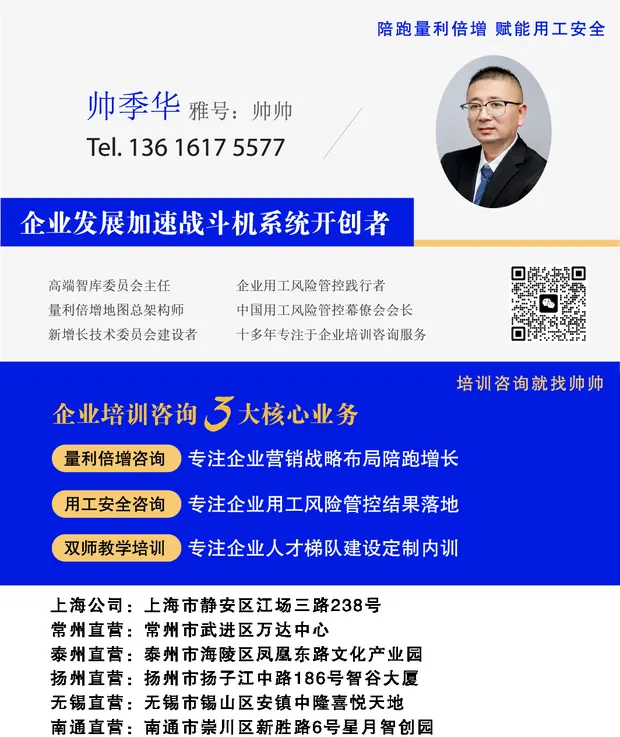 陪跑量利倍增 赋能用工安全
帅季华 雅号：帅帅
Tel. 136 1617 5577
企业发展加速战斗机系统开创者
高端智库委员会主任
企业用工风险管控践行者
量利倍增地图总架构师
中国用工风险管控幕僚会会长
新增长技术委员会建设者
十多年专注于企业培训咨询服务
培训咨询就找帅帅
企业培训咨询3大核心业务
量利倍增咨询 专注企业营销战略布局陪跑增长
用工安全咨询 专注企业用工风险管控结果落地
双师教学培训 专注企业人才梯队建设定制内训
上海公司：上海市静安区江场三路238号
常州直营：常州市武进区万达中心
泰州直营：泰州市海陵区凤凰东路文化产业园
扬州直营：扬州市扬子江中路186号智谷大厦
无锡直营：无锡市锡山区安镇中隆喜悦天地
南通直营：南通市崇川区新胜路6号星月智创园